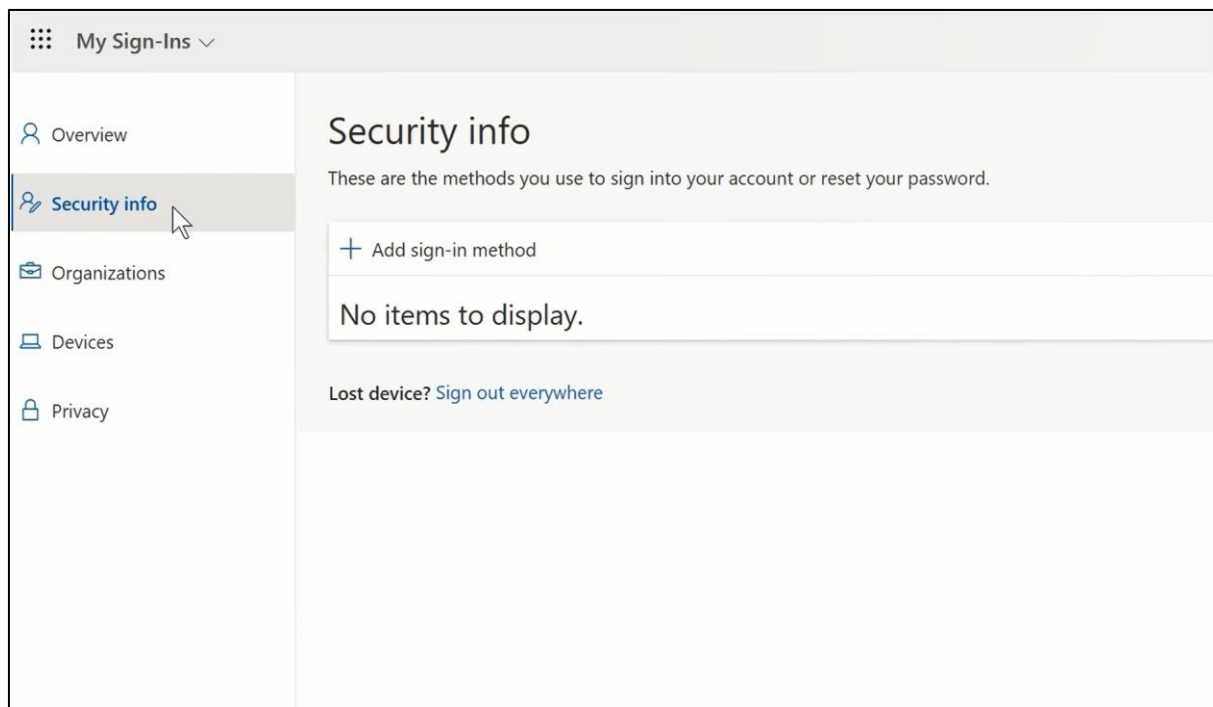 My Sign-Ins
Overview
Security info
Organizations
Devices
Privacy
Security info
These are the methods you use to sign into your account or reset your password.
Add sign-in method
No items to display.
Lost device? Sign out everywhere